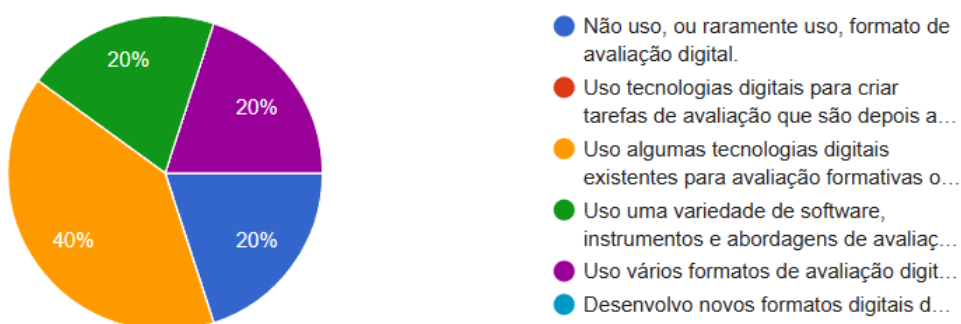 20%
20%
40%
20%
Não uso, ou raramente uso, formato de
avaliação digital.
Uso tecnologias digitais para criar
tarefas de avaliação que são depois a…
Uso algumas tecnologias digitais
existentes para avaliação formativas o…
Uso uma variedade de software,
instrumentos e abordagens de avaliaç…
Uso vários formatos de avaliação digit…
Desenvolvo novos formatos digitais d…